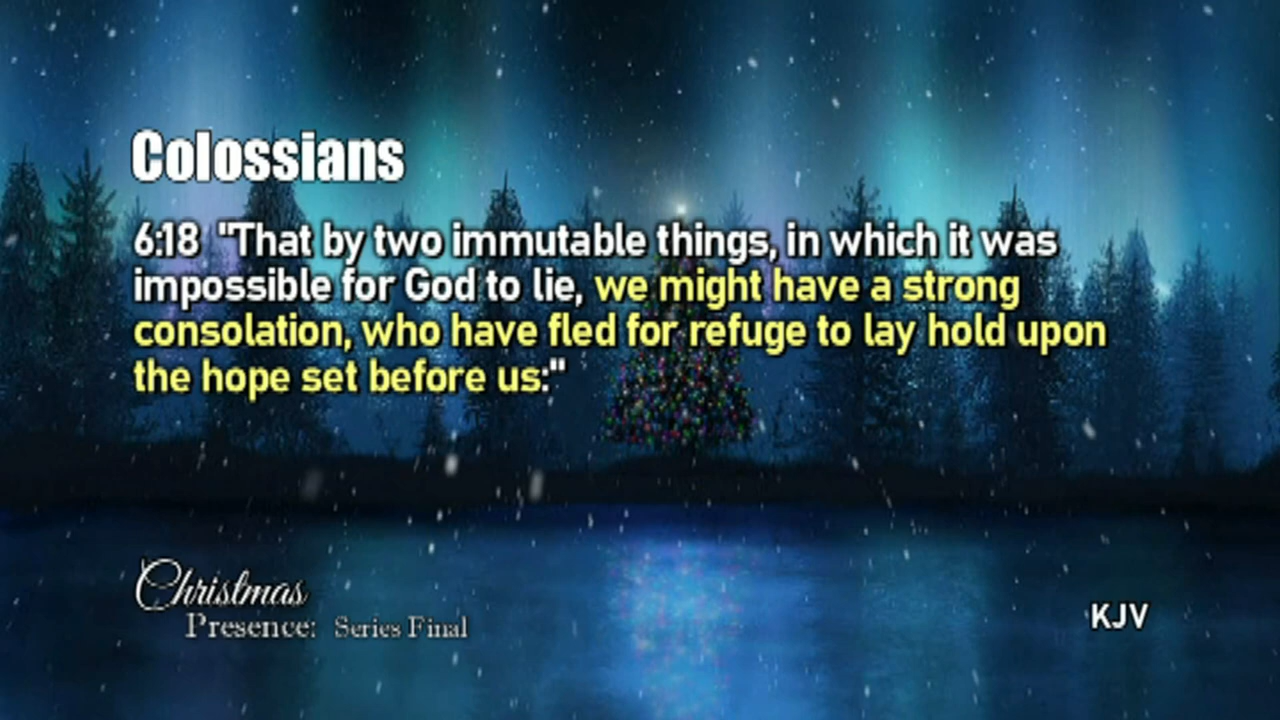 Colossians
6:18 "That by two immutable things, in which it was
impossible for God to lie, we might have a strong
consolation, who have fled for refuge to lay hold upon
the hope set before us:"
Christmas
Presence: Series Final
KJV